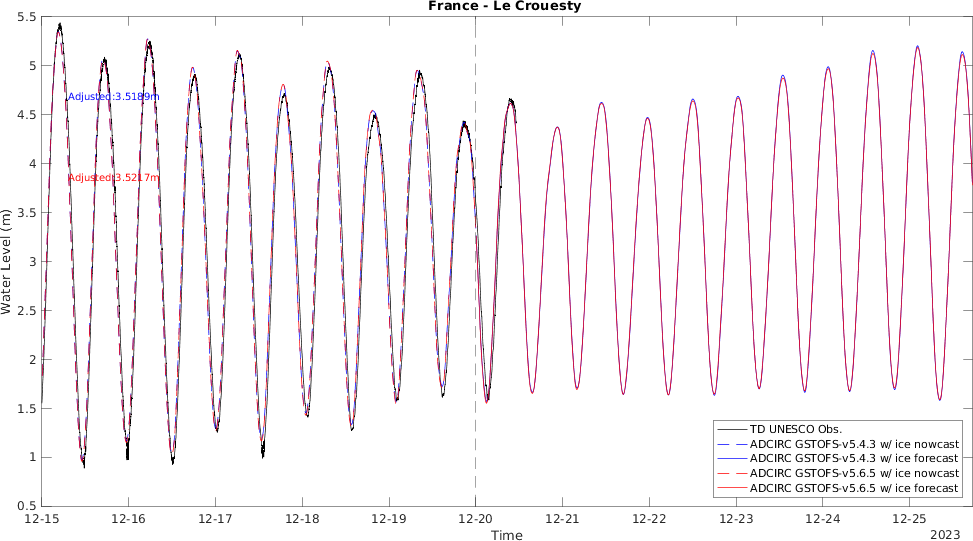 France - Le Crouesty
5.5
5
4.5
4
3.5
3
2.5
2
1.5
1
0.5
Water Level (m)
Adjusted:3.5189m
Adjusted:3.5217m
TD UNESCO Obs.
ADCIRC GSTOFS-v5.4.3 w/ ice nowcast
ADCIRC GSTOFS-v5.4.3 w/ ice forecast
ADCIRC GSTOFS-v5.6.5 w/ ice nowcast
ADCIRC GSTOFS-v5.6.5 w/ ice forecast
12-15 12-16 12-17 12-18 12-19 12-20 12-21 12-22 12-23 12-24 12-25
Time
2023